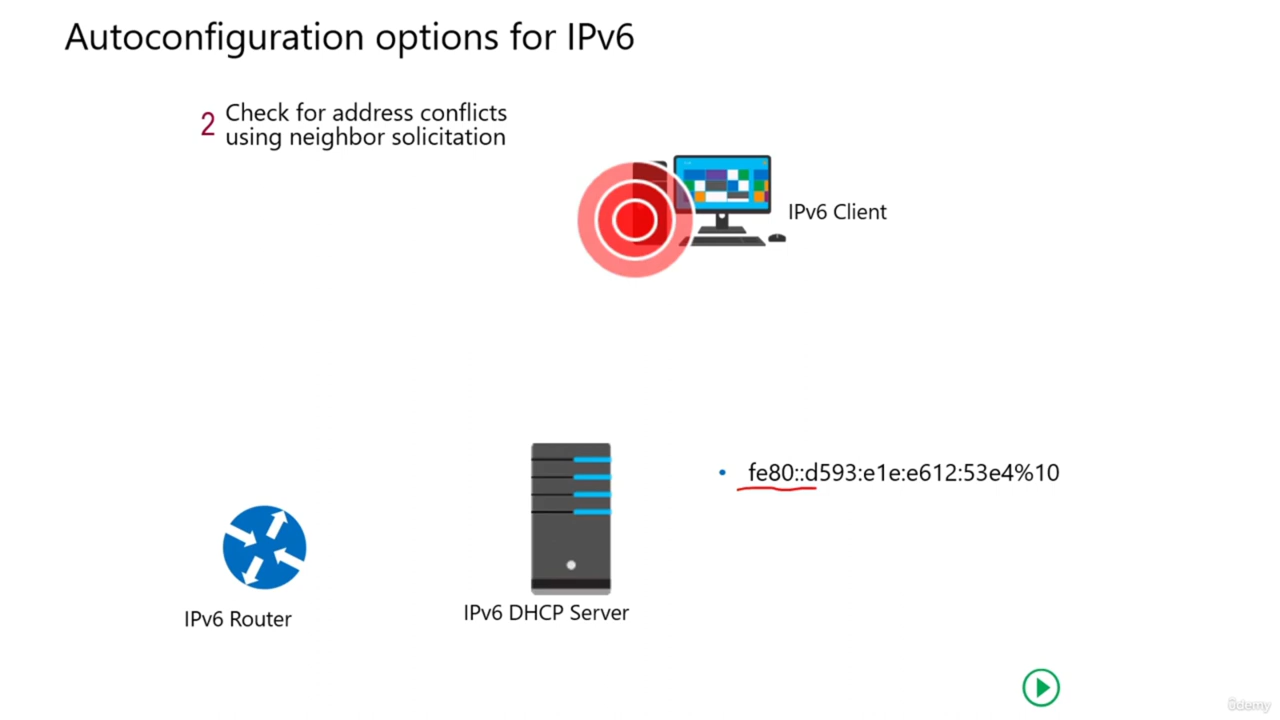 Autoconfiguration options for IPv6
2 Check for address conflicts
using neighbor solicitation
IPv6 Client
• fe80::d593:e1e:e612:53e4%10
IPv6 DHCP Server
IPv6 Router
ûdemy